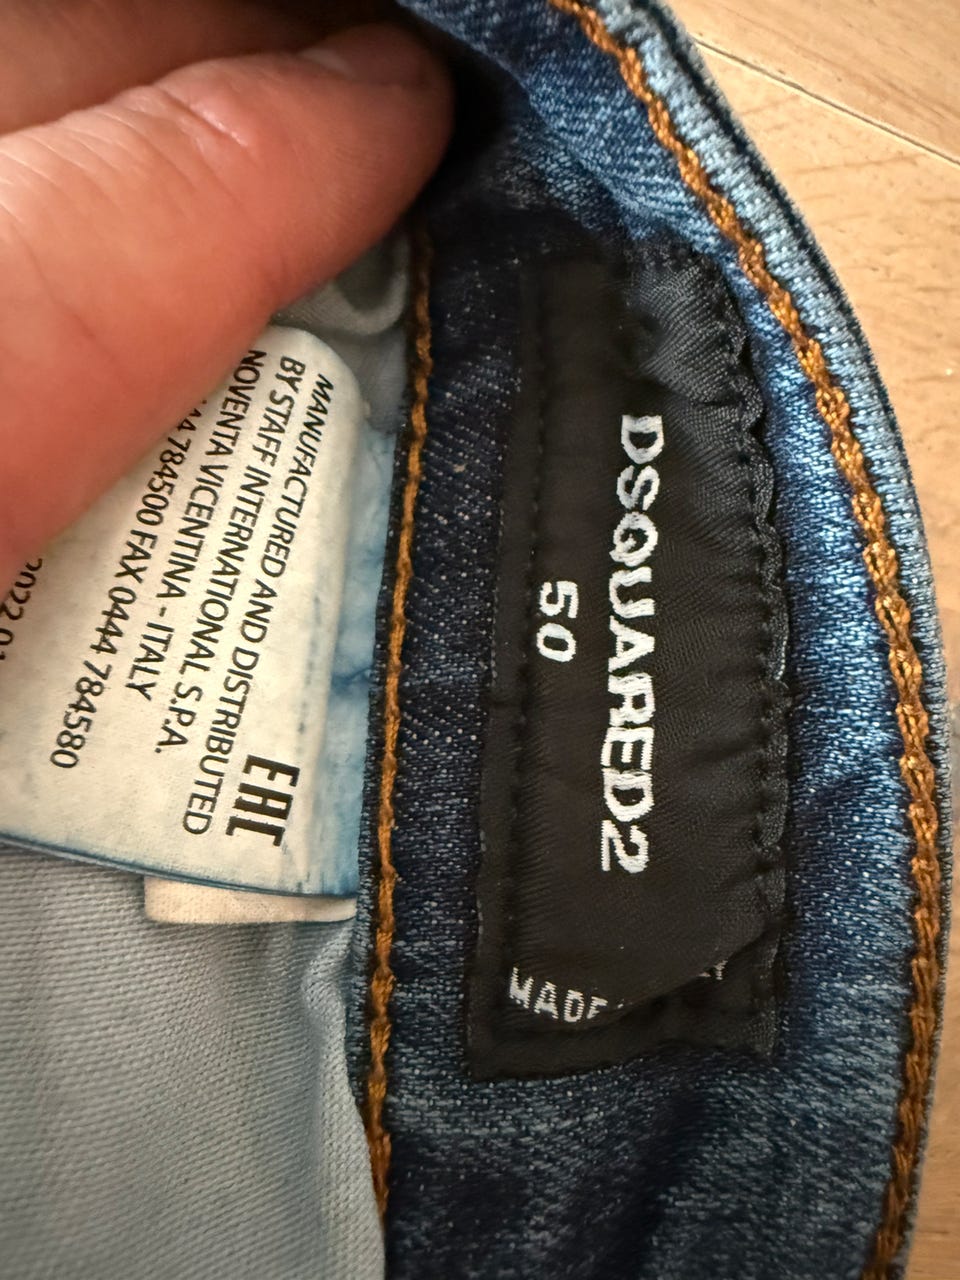 DSQUARED2
50
MADE
MANUFACTURED AND DISTRIBUTED
BY STAFF INTERNATIONAL S.P.A.
NOVENTA VICENTINA - ITALY
784500 FAX 0444 784580
EAC